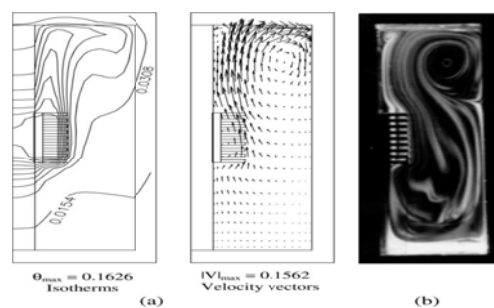 0.0308
0.0154
θmax = 0.1626
Isotherms
|V|max = 0.1562
Velocity vectors
(a)
(b)